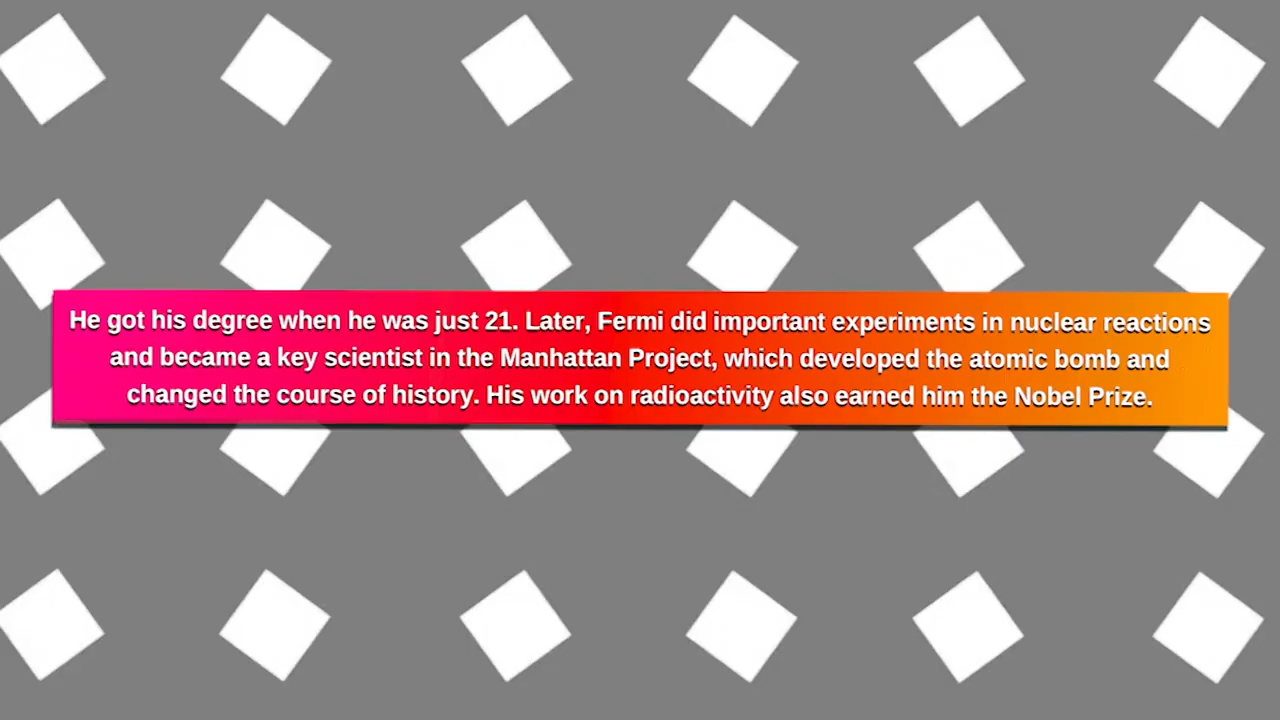 He got his degree when he was just 21. Later, Fermi did important experiments in nuclear reactions
and became a key scientist in the Manhattan Project, which developed the atomic bomb and
changed the course of history. His work on radioactivity also earned him the Nobel Prize.